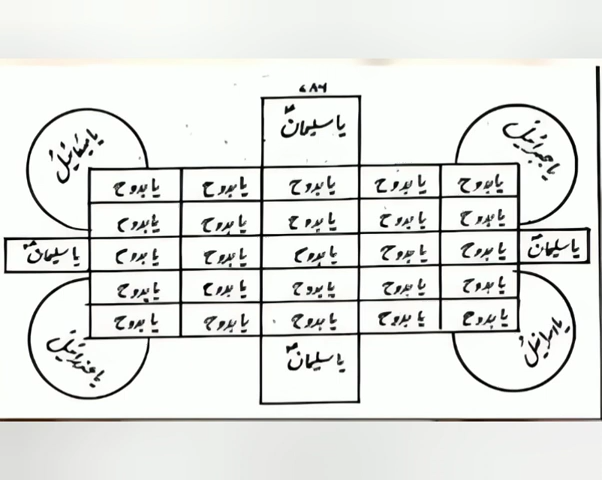 ۷۸۶
یا سلیمانؑ
یا جبرائیلُ
یا میکائیلُ
یا بدوح یا بدوح یا بدوح یا بدوح یا بدوح
یا بدوح یا بدوح یا بدوح یا بدوح یا بدوح
یا سلیمانؑ یا بدوح یا بدوح یا بدوح یا بدوح یا بدوح یا سلیمانؑ
یا بدوح یا بدوح یا بدوح یا بدوح یا بدوح
یا بدوح یا بدوح یا بدوح یا بدوح یا بدوح
یا اسرافیلُ
یا سلیمانؑ
یا عزرائیلُ